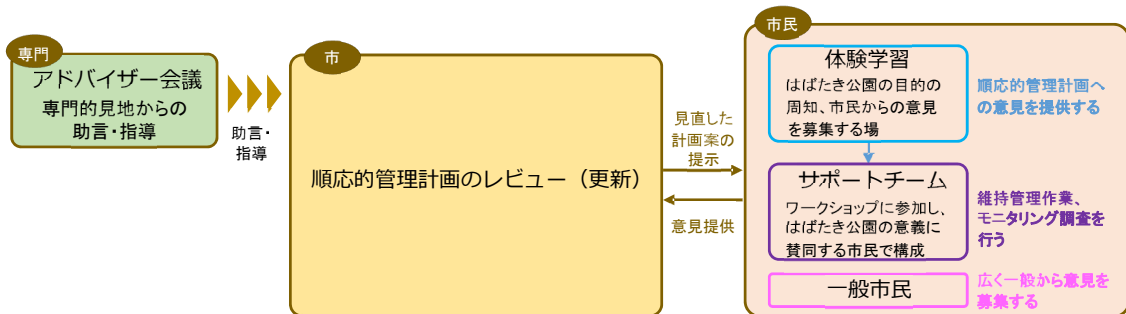 専門
アドバイザー会議
専門的見地からの
助言・指導
助言・
指導
市
順応的管理計画のレビュー（更新）
見直した
計画案の
提示
意見提供
市民
体験学習
はばたき公園の目的の
周知、市民からの意見
を募集する場
順応的管理計画へ
の意見を提供する
サポートチーム
ワークショップに参加し、
はばたき公園の意義に
賛同する市民で構成
維持管理作業、
モニタリング調査を
行う
一般市民
広く一般から意見を
募集する